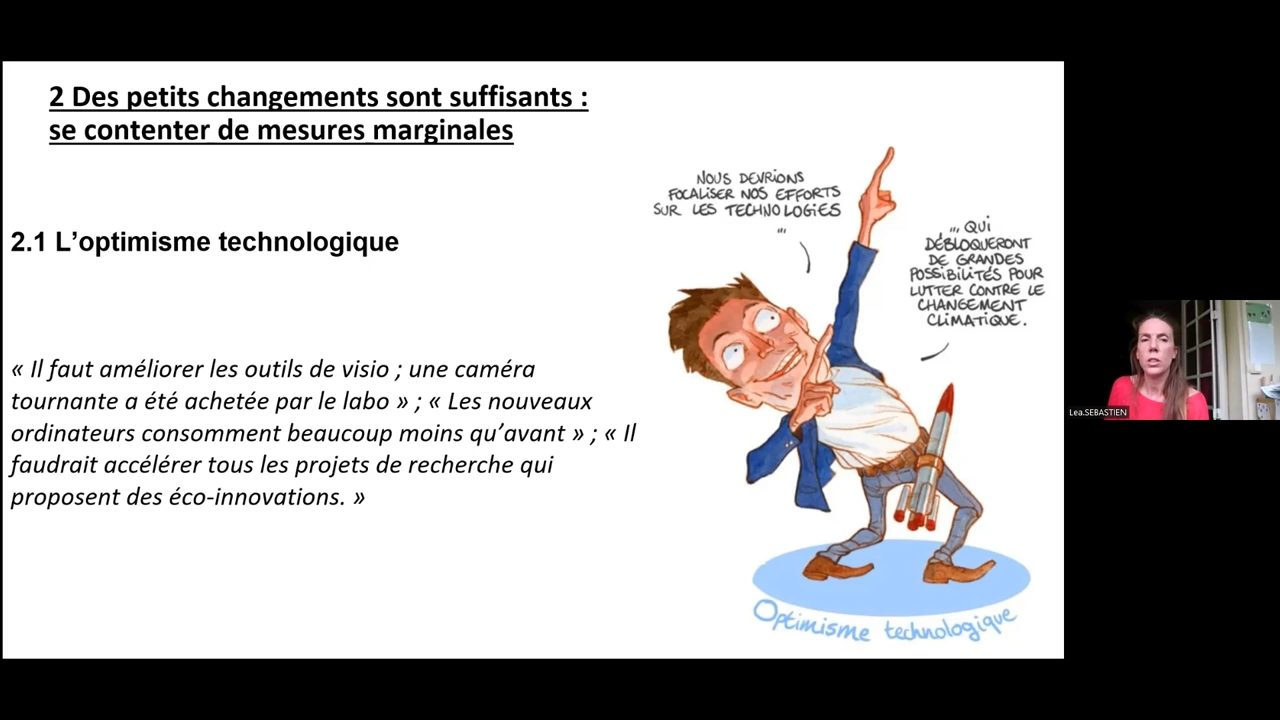 2 Des petits changements sont suffisants :
se contenter de mesures marginales
2.1 L’optimisme technologique
« Il faut améliorer les outils de visio ; une caméra
tournante a été achetée par le labo » ; « Les nouveaux
ordinateurs consomment beaucoup moins qu’avant » ; « Il
faudrait accélérer tous les projets de recherche qui
proposent des éco-innovations. »
NOUS DEVRIONS
FOCALISER NOS EFFORTS
SUR LES TECHNOLOGIES
...
... QUI
DÉBLOQUERONT
DE GRANDES
POSSIBILITÉS POUR
LUTTER CONTRE LE
CHANGEMENT
CLIMATIQUE.
Optimisme technologique
Lea.SEBASTIEN